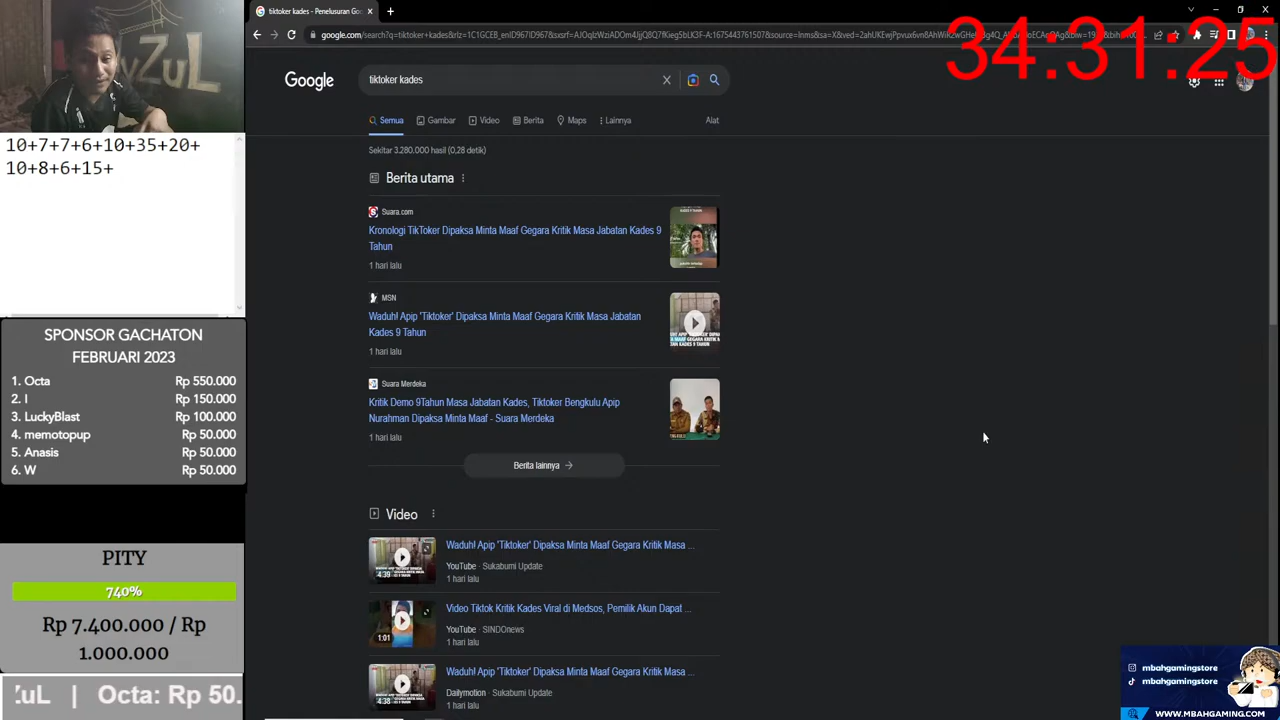 tiktoker kades - Penelusuran Go
34:31:25
Google
tiktoker kades
Semua
Gambar
Video
Berita
Maps
Lainnya
Alat
Sekitar 3.280.000 hasil (0,28 detik)
Berita utama
Suara.com
Kronologi TikToker Dipaksa Minta Maaf Gegara Kritik Masa Jabatan Kades 9
Tahun
1 hari lalu
MSN
Waduh! Apip 'Tiktoker' Dipaksa Minta Maaf Gegara Kritik Masa Jabatan
Kades 9 Tahun
1 hari lalu
Suara Merdeka
Kritik Demo 9Tahun Masa Jabatan Kades, Tiktoker Bengkulu Apip
Nurahman Dipaksa Minta Maaf - Suara Merdeka
1 hari lalu
Berita lainnya
Video
Waduh! Apip 'Tiktoker' Dipaksa Minta Maaf Gegara Kritik Masa ...
YouTube · Sukabumi Update
1 hari lalu
4:39
Video Tiktok Kritik Kades Viral di Medsos, Pemilik Akun Dapat ...
YouTube · SINDOnews
1 hari lalu
1:01
Waduh! Apip 'Tiktoker' Dipaksa Minta Maaf Gegara Kritik Masa ...
Dailymotion · Sukabumi Update
1 hari lalu
4:38
10+7+7+6+10+35+20+
10+8+6+15+
SPONSOR GACHATON
FEBRUARI 2023
1. Octa Rp 550.000
2. I Rp 150.000
3. LuckyBlast Rp 100.000
4. memotopup Rp 50.000
5. Anasis Rp 50.000
6. W Rp 50.000
PITY
740%
Rp 7.400.000 / Rp
1.000.000
ZuL | Octa: Rp 50.
mbahgamingstore
mbahgamingstore
WWW.MBAHGAMING.COM